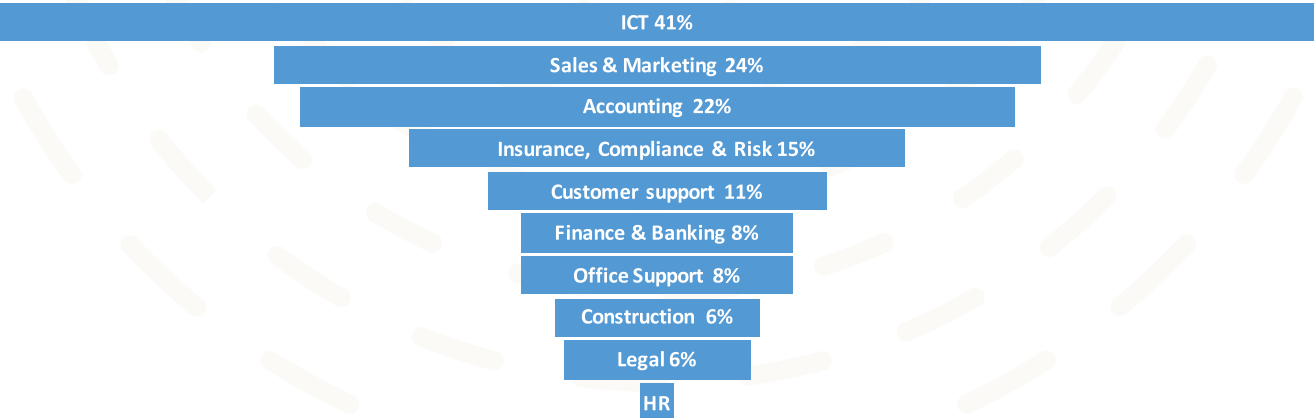 ICT 41%
Sales & Marketing 24%
Accounting 22%
Insurance, Compliance & Risk 15%
Customer support 11%
Finance & Banking 8%
Office Support 8%
Construction 6%
Legal 6%
HR